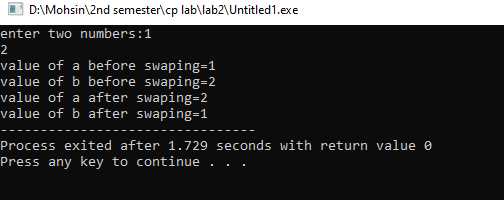 D:\Mohsin\2nd semester\cp lab\lab2\Untitled1.exe
enter two numbers:1
2
value of a before swaping=1
value of b before swaping=2
value of a after swaping=2
value of b after swaping=1
--------------------------------
Process exited after 1.729 seconds with return value 0
Press any key to continue . . .